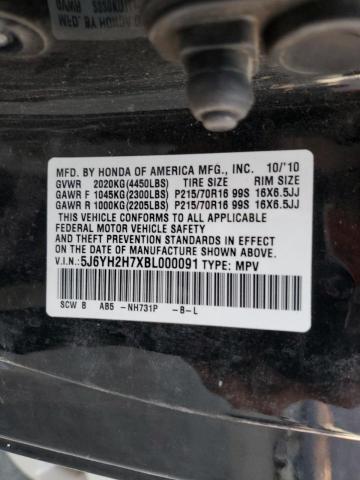 MFD. BY HONDA OF AMERICA MFG., INC. 10/'10
GVWR 2020KG(4450LBS) TIRE SIZE RIM SIZE
GAWR F 1045KG(2300LBS) P215/70R16 99S 16X6.5JJ
GAWR R 1000KG(2205LBS) P215/70R16 99S 16X6.5JJ
THIS VEHICLE CONFORMS TO ALL APPLICABLE
FEDERAL MOTOR VEHICLE SAFETY AND
THEFT PREVENTION STANDARDS IN EFFECT
ON THE DATE OF MANUFACTURE SHOWN ABOVE.
V.I.N.: 5J6YH2H7XBL000091 TYPE: MPV
SCW B AB5 -NH731P -B-L